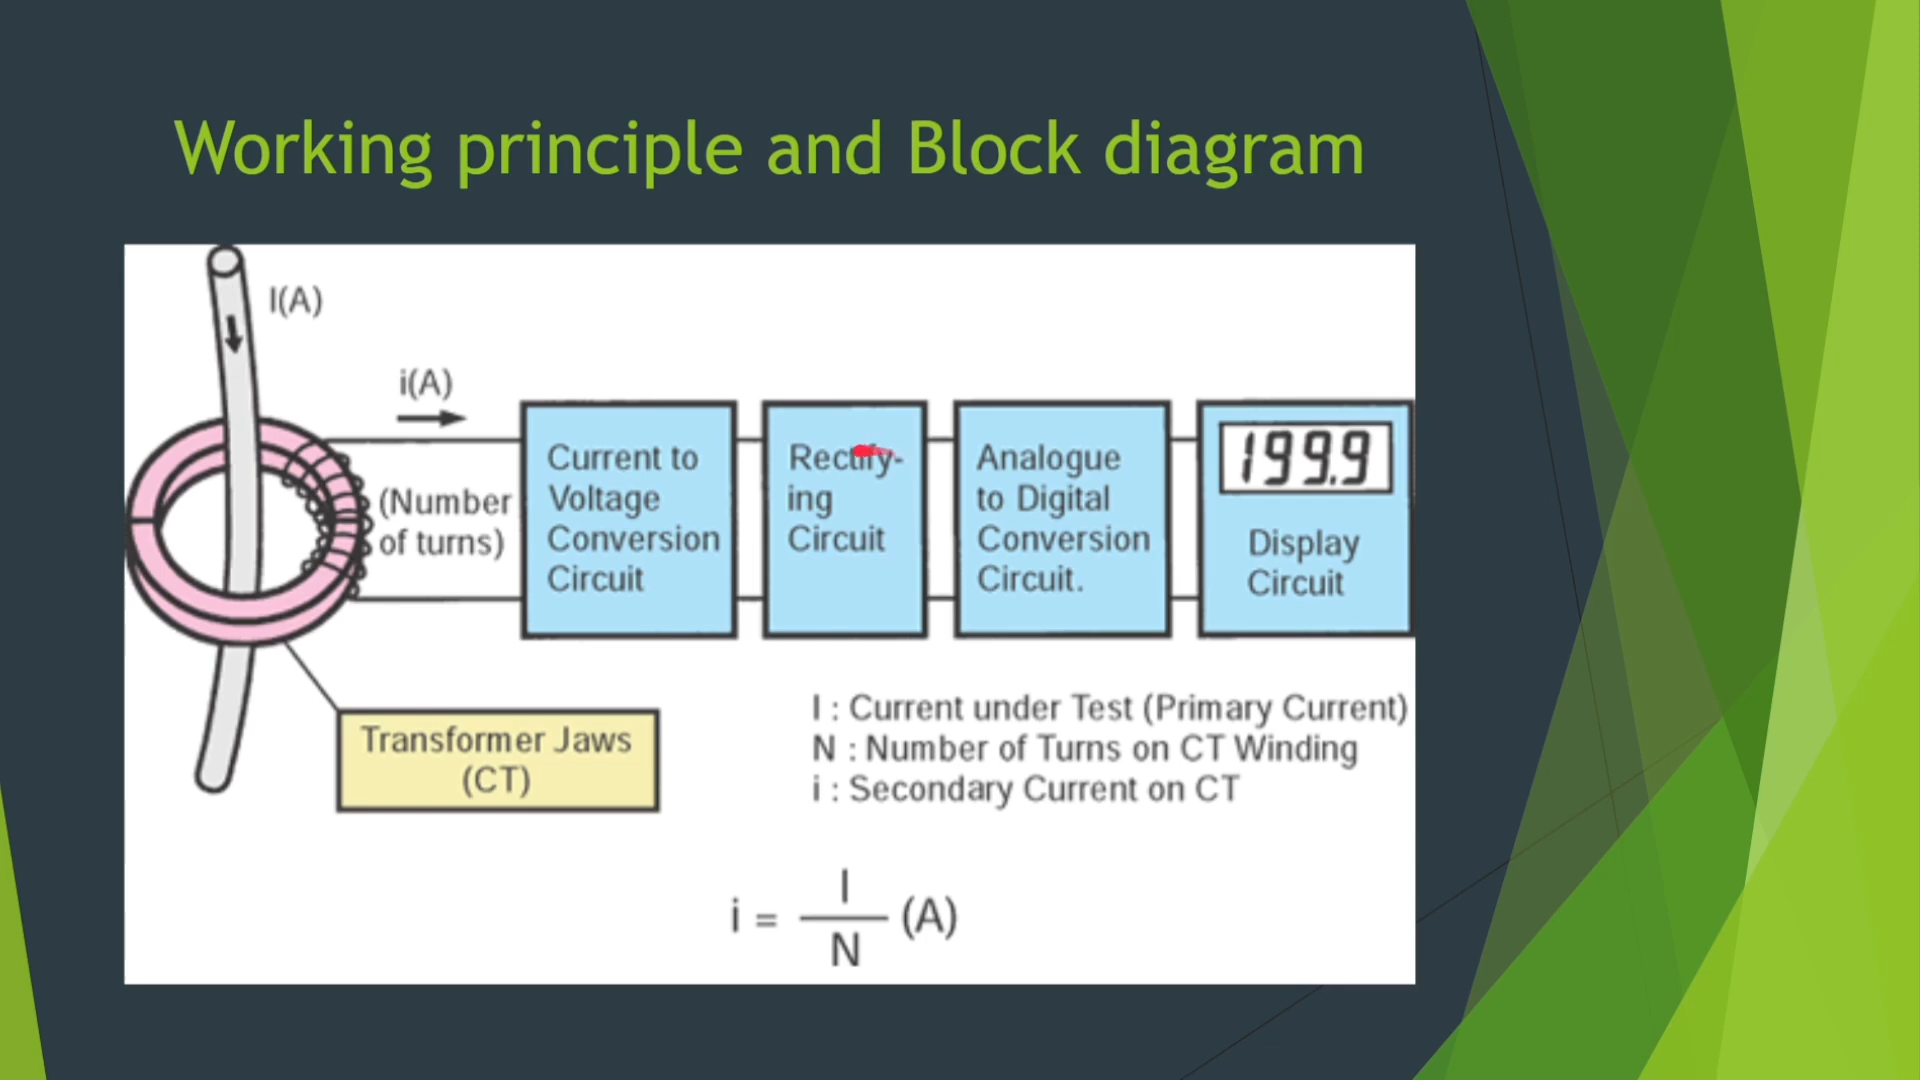 Working principle and Block diagram
I(A)
i(A)
(Number
of turns)
Current to
Voltage
Conversion
Circuit
Rectify-
ing
Circuit
Analogue
to Digital
Conversion
Circuit.
199.9
Display
Circuit
Transformer Jaws
(CT)
I : Current under Test (Primary Current)
N : Number of Turns on CT Winding
i : Secondary Current on CT
i = I/N (A)